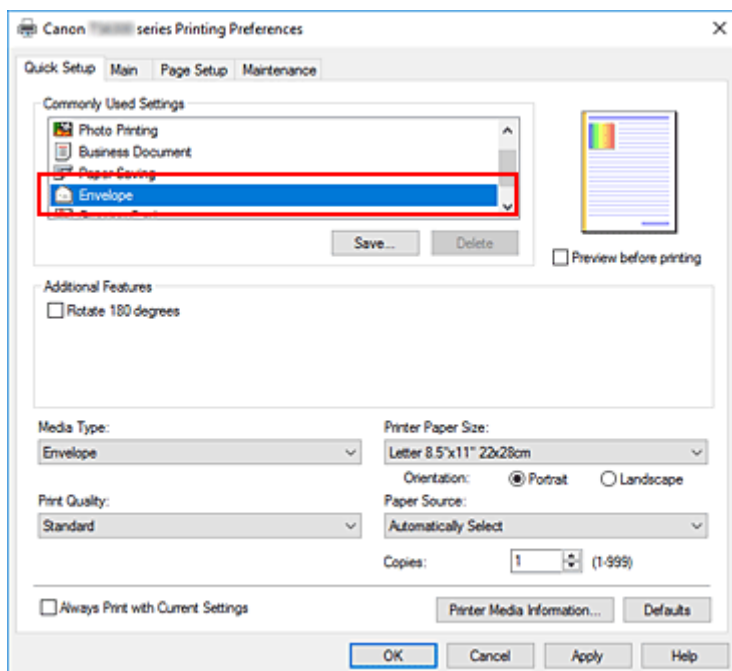 Canon series Printing Preferences
Quick Setup Main Page Setup Maintenance
Commonly Used Settings
Photo Printing
Business Document
Paper Saving
Envelope
Save... Delete
Preview before printing
Additional Features
Rotate 180 degrees
Media Type: Printer Paper Size:
Envelope Letter 8.5"x11" 22x28cm
Orientation: Portrait Landscape
Print Quality: Paper Source:
Standard Automatically Select
Copies: 1 (1-999)
Always Print with Current Settings Printer Media Information... Defaults
OK Cancel Apply Help